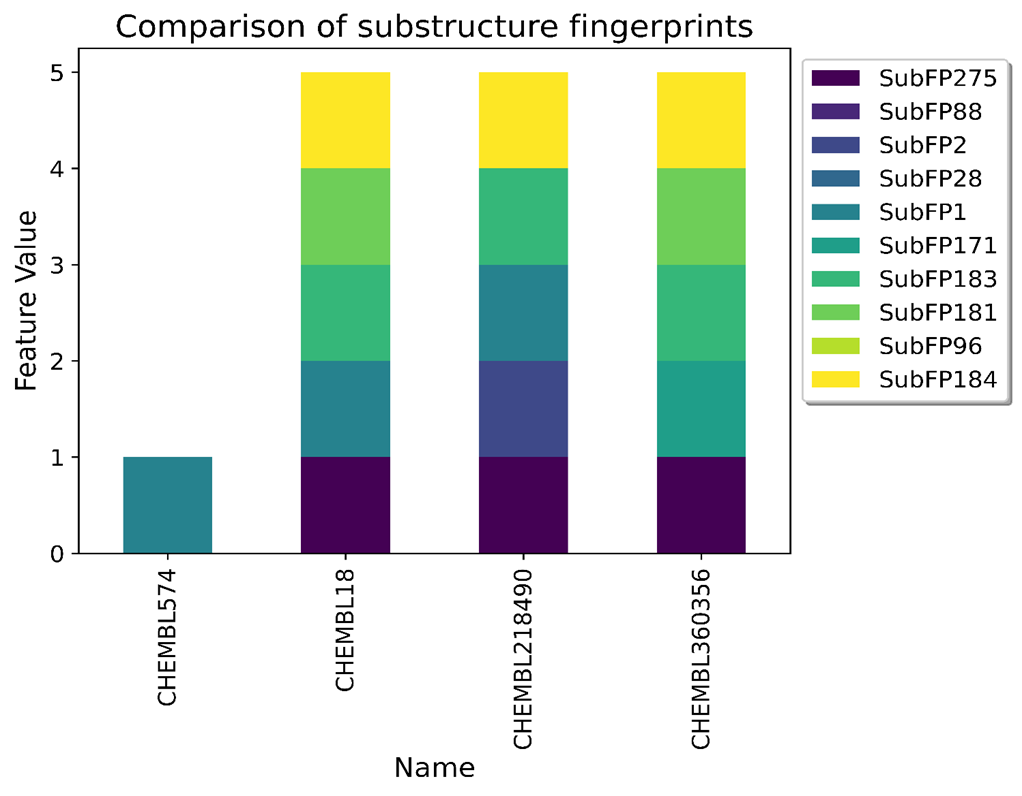 Comparison of substructure fingerprints
Feature Value
5
4
3
2
1
0
CHEMBL574
CHEMBL18
CHEMBL218490
CHEMBL360356
Name
SubFP275
SubFP88
SubFP2
SubFP28
SubFP1
SubFP171
SubFP183
SubFP181
SubFP96
SubFP184